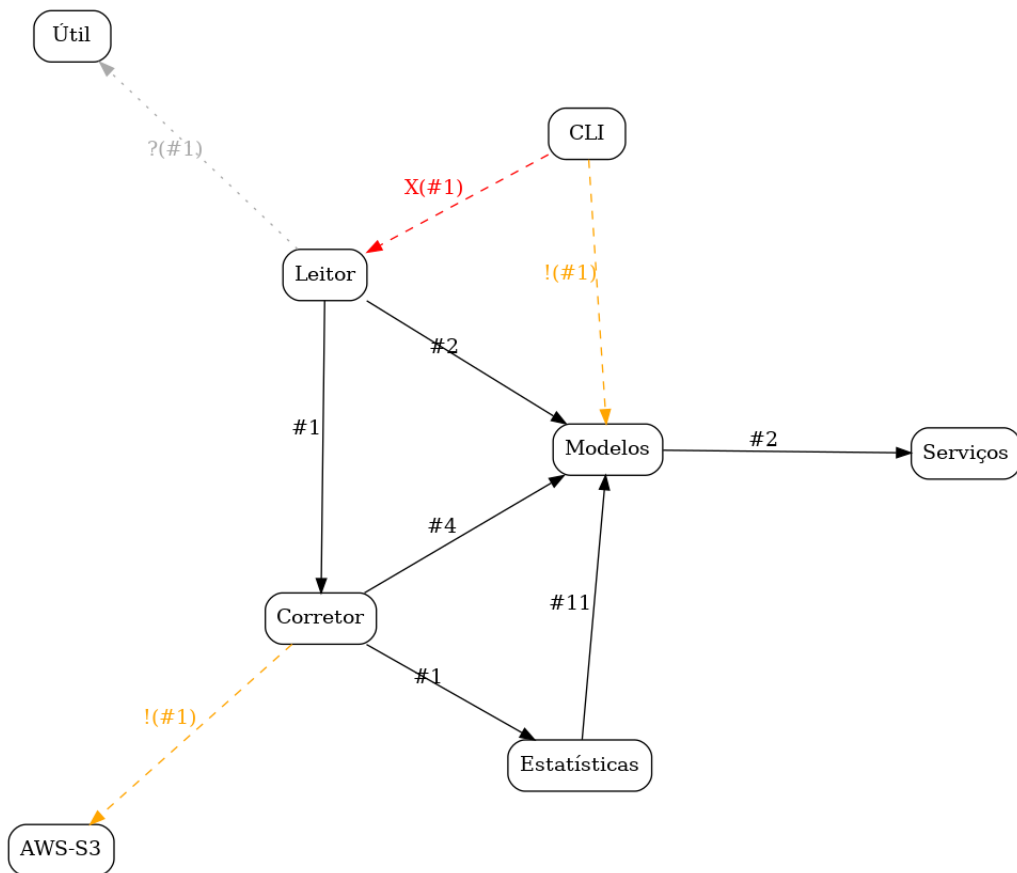 Útil
CLI
?(#1)
X(#1)
Leitor
!(#1)
#2
#1
Modelos
#2
Serviços
#4
#11
Corretor
#1
!(#1)
Estatísticas
AWS-S3